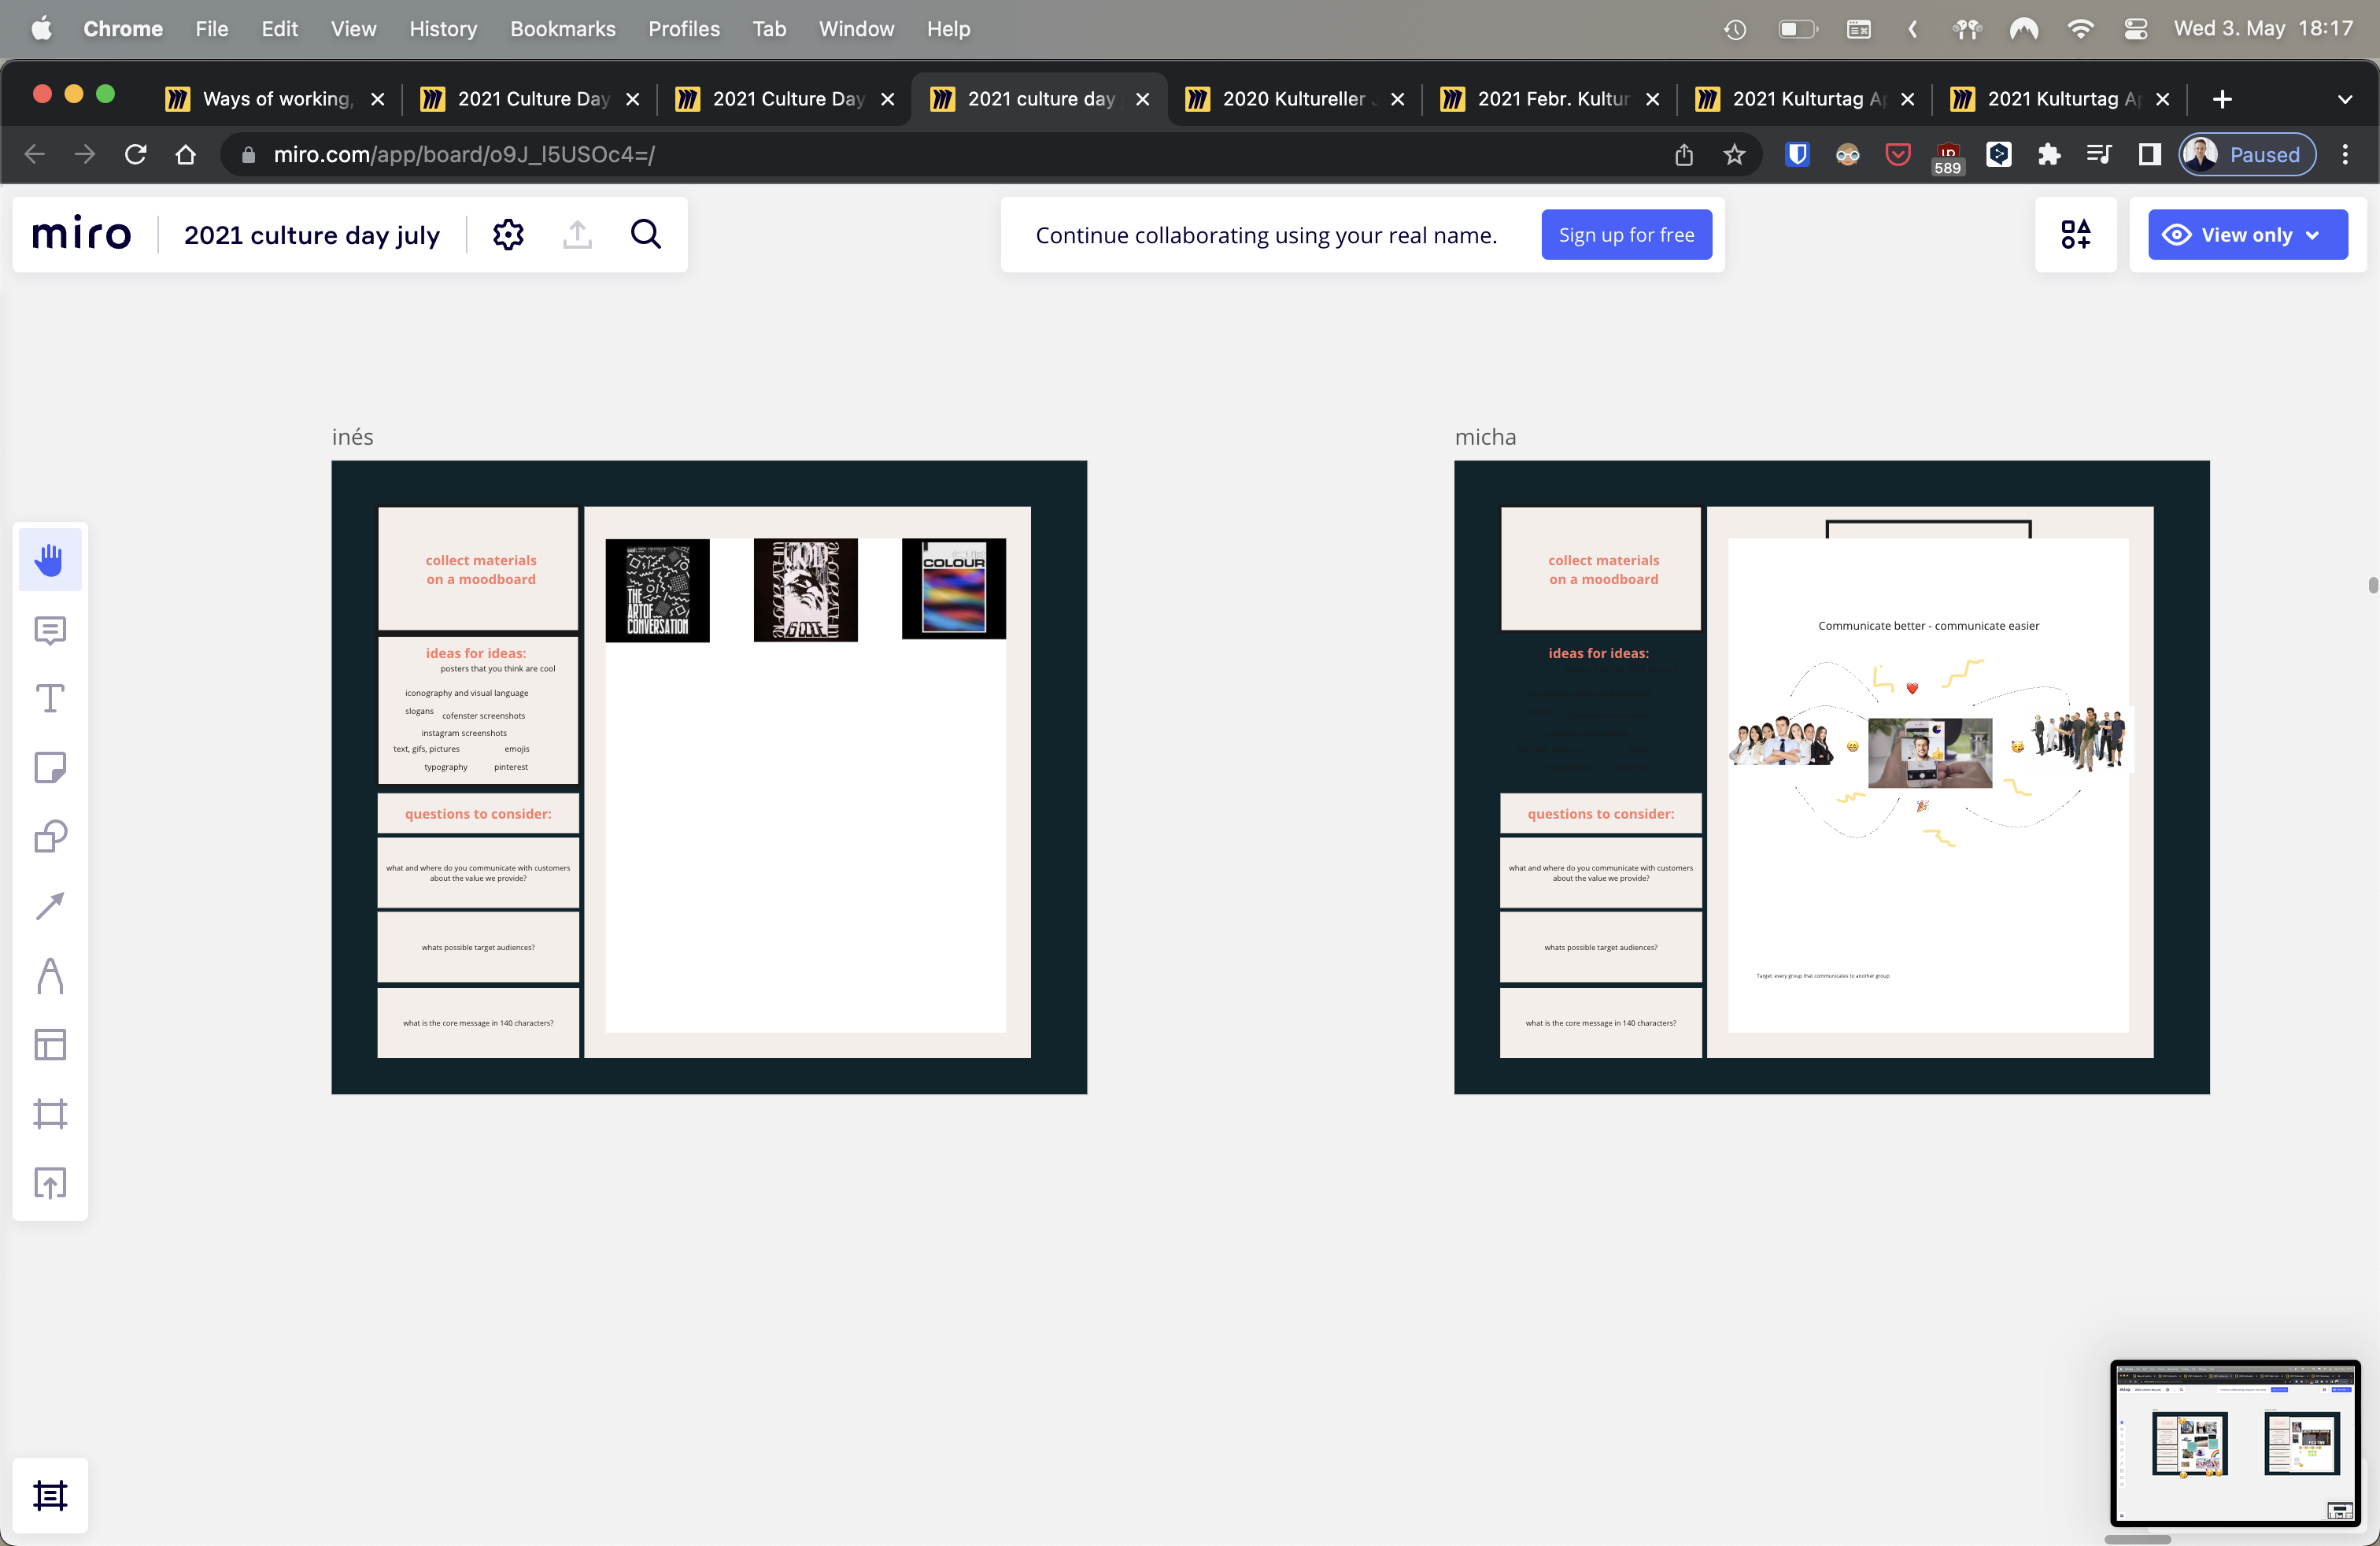 Chrome File Edit View History Bookmarks Profiles Tab Window Help
Wed 3. May 18:17
Ways of working,
2021 Culture Day
2021 Culture Day
2021 culture day
2020 Kultureller
2021 Febr. Kultur
2021 Kulturtag Ap
2021 Kulturtag Ap
miro.com/app/board/o9J_l5USOc4=/
589
Paused
miro
2021 culture day july
Continue collaborating using your real name.
Sign up for free
View only
inés
collect materials
on a moodboard
ideas for ideas:
posters that you think are cool
iconography and visual language
slogans
cofenster screenshots
instagram screenshots
text, gifs, pictures
emojis
typography
pinterest
questions to consider:
what and where do you communicate with customers
about the value we provide?
whats possible target audiences?
what is the core message in 140 characters?
THE
ARTOF
CONVERSATION
COLOUR
micha
collect materials
on a moodboard
ideas for ideas:
questions to consider:
what and where do you communicate with customers
about the value we provide?
whats possible target audiences?
what is the core message in 140 characters?
Communicate better - communicate easier
Target: every group that communicates to another group